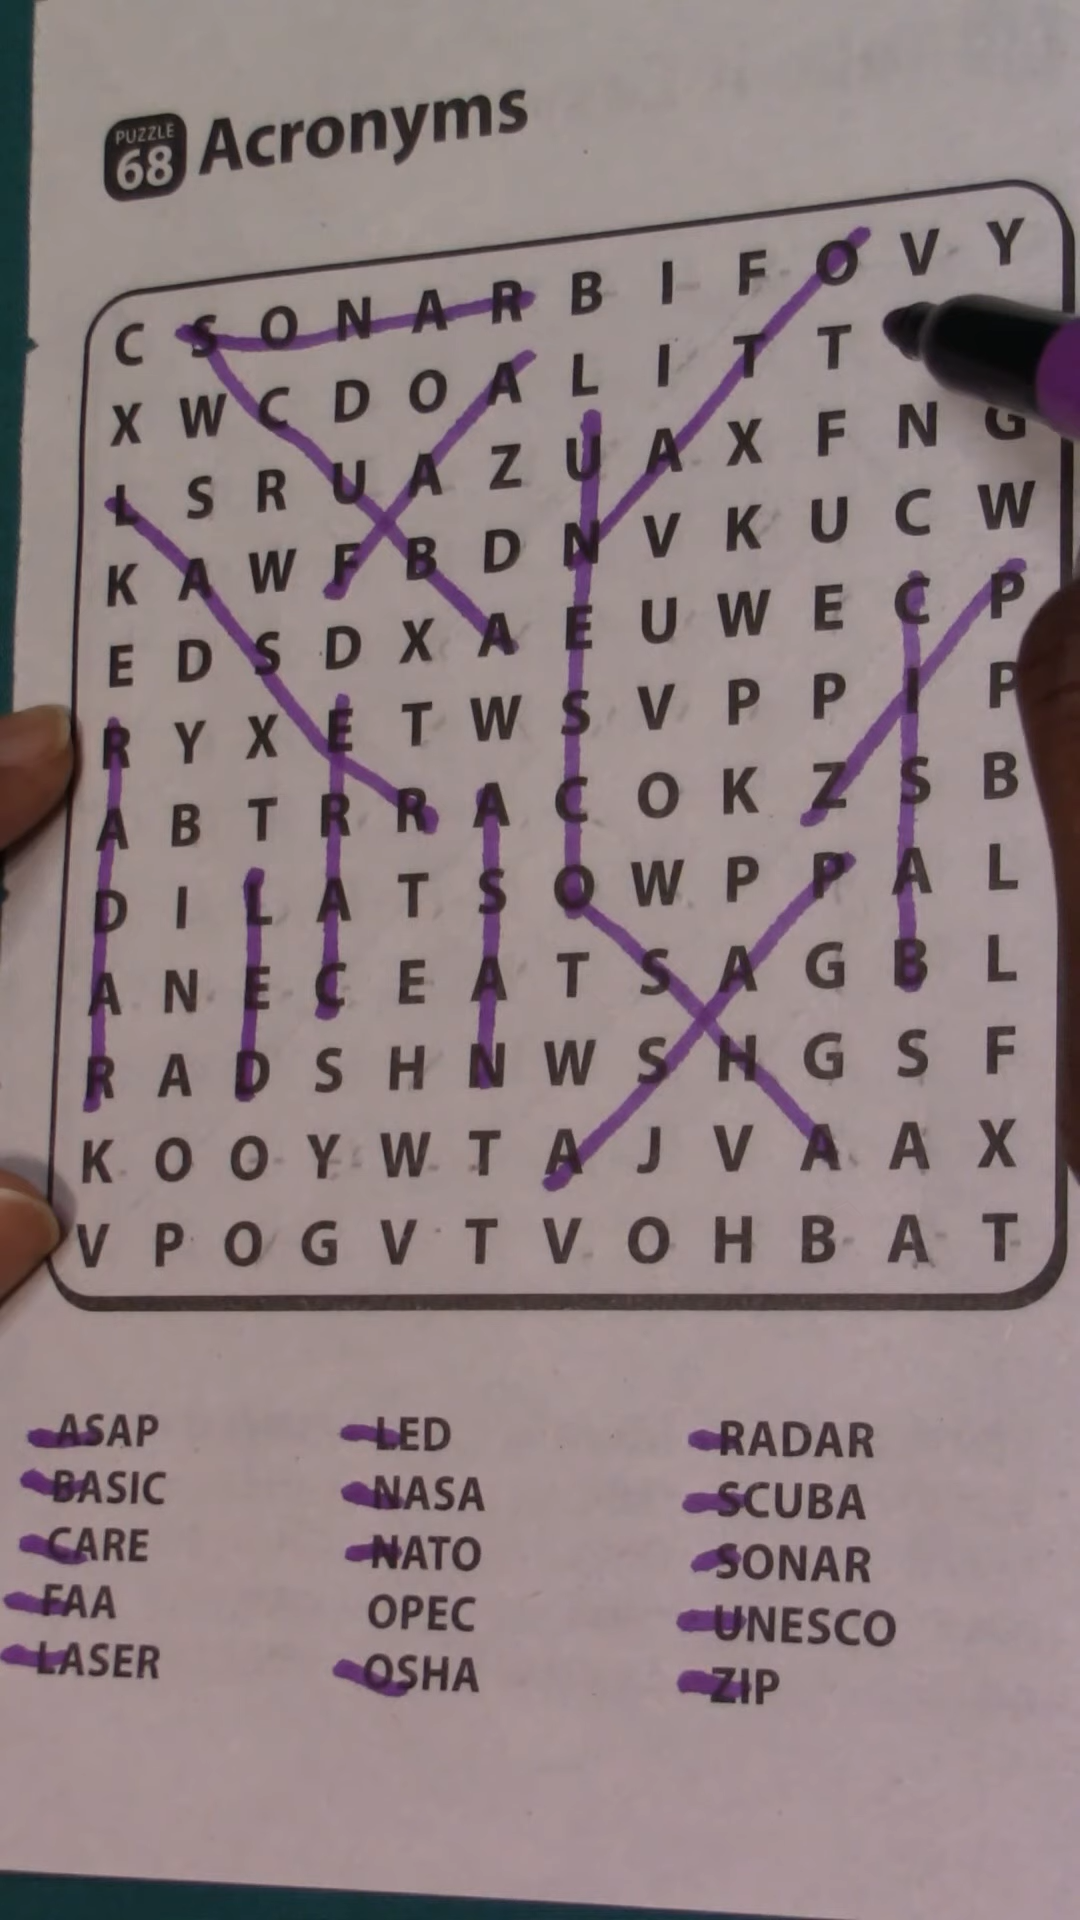 PUZZLE
68
Acronyms
C S O N A R B I F O V Y
X W C D O A L I T T
L S R U A Z U A X F N G
K A W F B D N V K U C W
E D S D X A E U W E C P
R Y X E T W S V P P I P
A B T R R A C O K Z S B
D I L A T S O W P P A L
A N E C E A T S A G B L
R A D S H N W S H G S F
K O O Y W T A J V A A X
V P O G V T V O H B A T
ASAP LED RADAR
BASIC NASA SCUBA
CARE NATO SONAR
FAA OPEC UNESCO
LASER OSHA ZIP